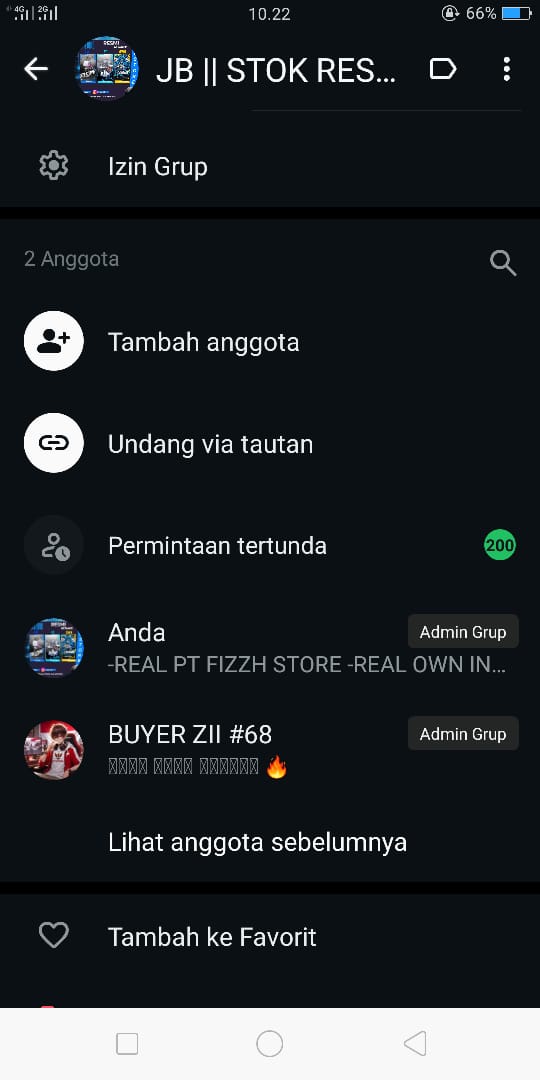 4G 2G
10.22
66%
JB || STOK RES...
Izin Grup
2 Anggota
Tambah anggota
Undang via tautan
Permintaan tertunda
200
Anda
Admin Grup
-REAL PT FIZZH STORE -REAL OWN IN...
BUYER ZII #68
Admin Grup
🔥
Lihat anggota sebelumnya
Tambah ke Favorit